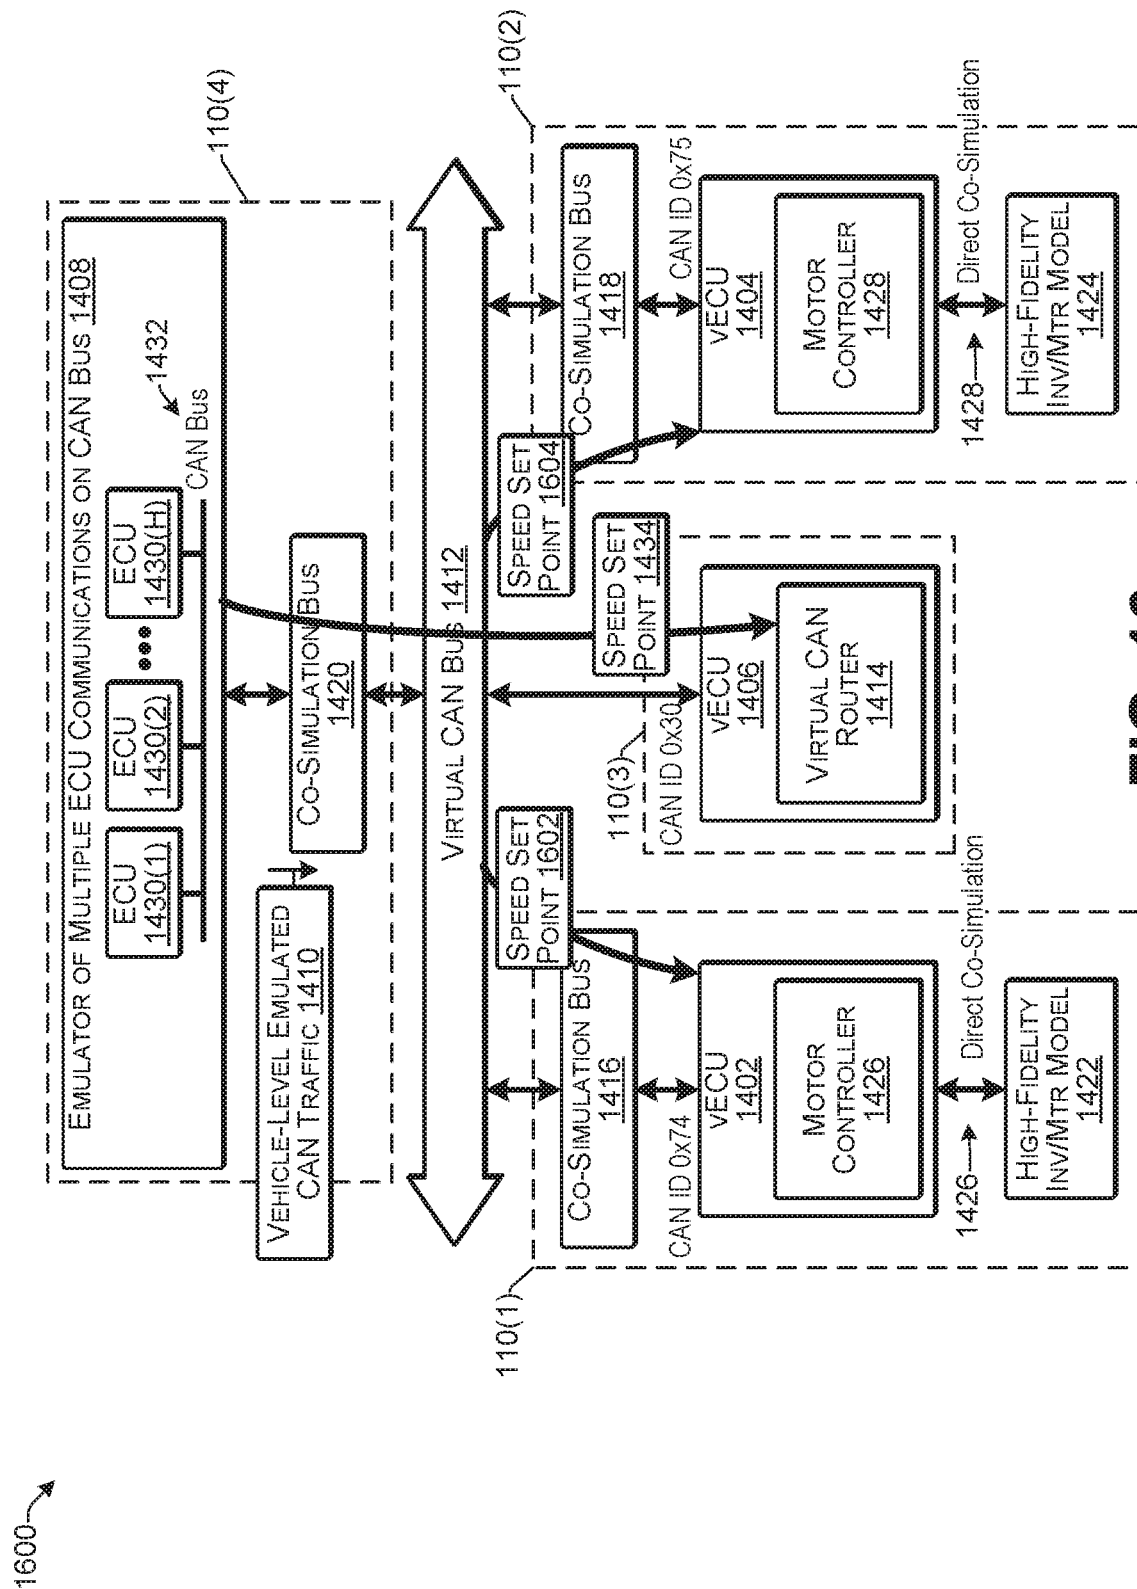 1600
110(4)
EMULATOR OF MULTIPLE ECU COMMUNICATIONS ON CAN BUS 1408
1432
ECU
1430(1)
ECU
1430(2)
ECU
1430(H)
CAN Bus
VEHICLE-LEVEL EMULATED
CAN TRAFFIC 1410
CO-SIMULATION BUS
1420
VIRTUAL CAN BUS 1412
110(1)
SPEED SET
POINT 1602
CO-SIMULATION BUS
1416
CAN ID 0x74
VECU
1402
MOTOR
CONTROLLER
1426
1426
Direct Co-Simulation
HIGH-FIDELITY
INV/MTR MODEL
1422
110(3)
SPEED SET
POINT 1434
CAN ID 0x30
VECU
1406
VIRTUAL CAN
ROUTER
1414
110(2)
SPEED SET
POINT 1604
CO-SIMULATION BUS
1418
CAN ID 0x75
VECU
1404
MOTOR
CONTROLLER
1428
1428
Direct Co-Simulation
HIGH-FIDELITY
INV/MTR MODEL
1424